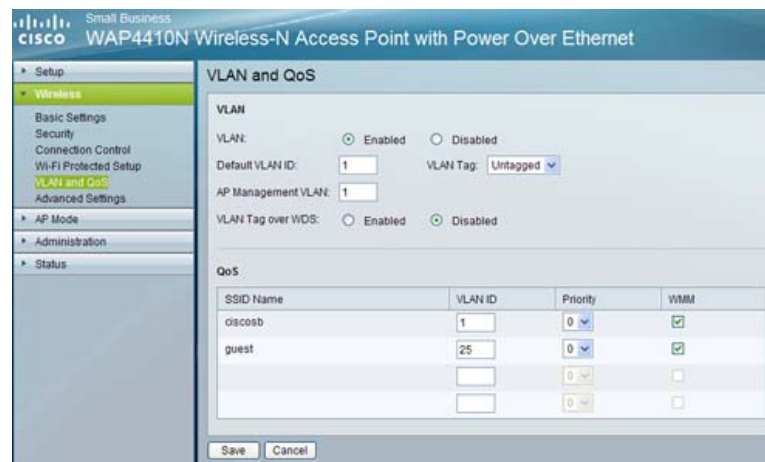 Small Business
CISCO WAP4410N Wireless-N Access Point with Power Over Ethernet
Setup
Wireless
Basic Settings
Security
Connection Control
Wi-Fi Protected Setup
VLAN and QoS
Advanced Settings
AP Mode
Administration
Status
VLAN and QoS
VLAN
VLAN: Enabled Disabled
Default VLAN ID: 1 VLAN Tag: Untagged
AP Management VLAN: 1
VLAN Tag over WDS: Enabled Disabled
QoS
SSID Name VLAN ID Priority WMM
ciscosb 1 0
guest 25 0
0
0
Save Cancel